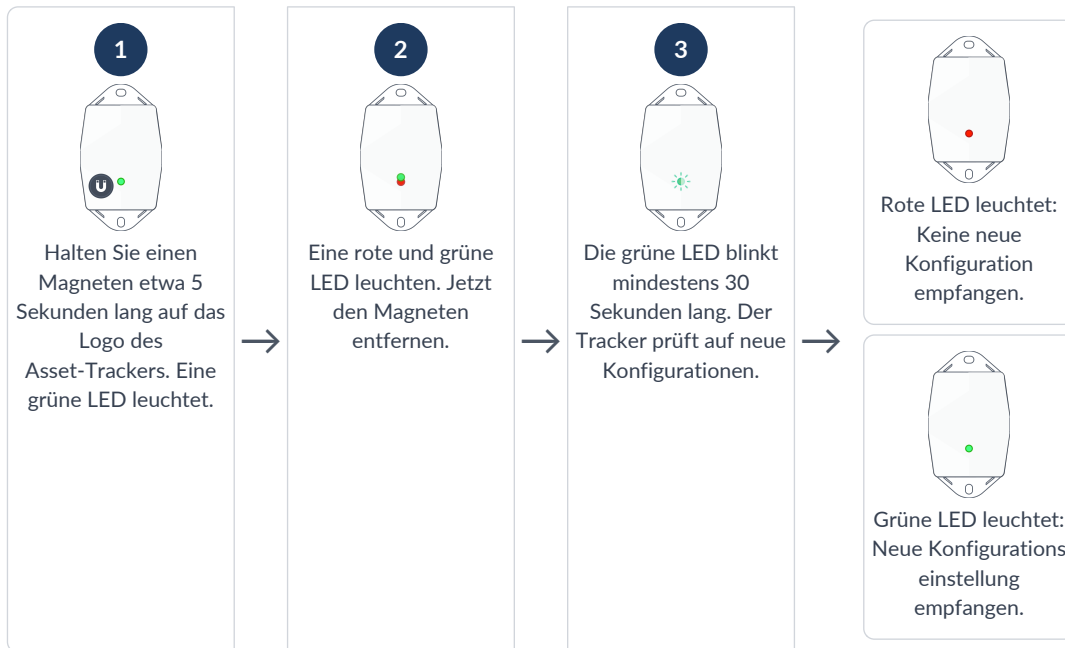 1
Halten Sie einen
Magneten etwa 5
Sekunden lang auf das
Logo des
Asset-Trackers. Eine
grüne LED leuchtet.
2
Eine rote und grüne
LED leuchten. Jetzt
den Magneten
entfernen.
3
Die grüne LED blinkt
mindestens 30
Sekunden lang. Der
Tracker prüft auf neue
Konfigurationen.
Rote LED leuchtet:
Keine neue
Konfiguration
empfangen.
Grüne LED leuchtet:
Neue Konfigurations
einstellung
empfangen.